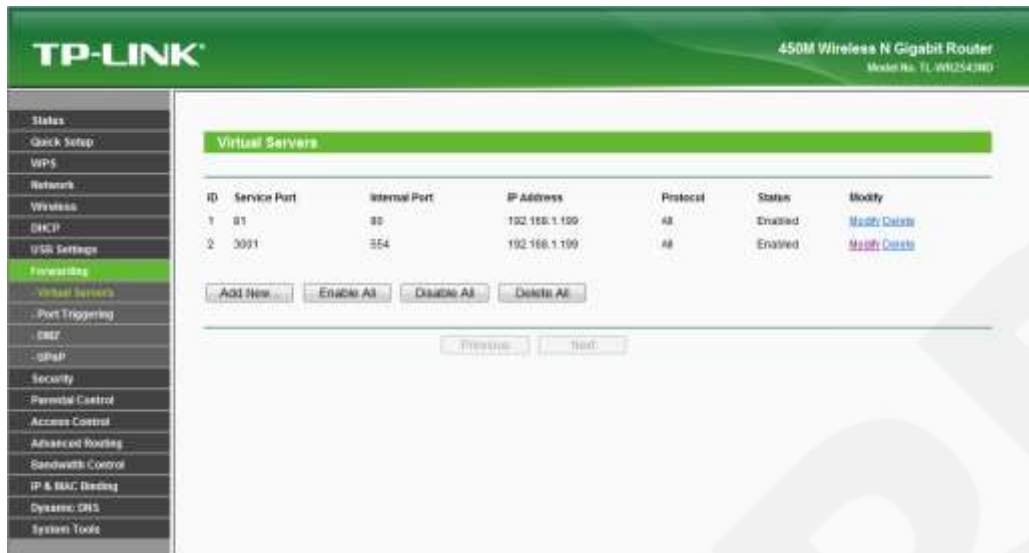 TP-LINK
450M Wireless N Gigabit Router
Model No. TL-WR2543ND
Status
Quick Setup
WPS
Network
Wireless
DHCP
USB Settings
Forwarding
- Virtual Servers
- Port Triggering
- DMZ
- UPnP
Security
Parental Control
Access Control
Advanced Routing
Bandwidth Control
IP & MAC Binding
Dynamic DNS
System Tools
Virtual Servers
ID Service Port Internal Port IP Address Protocol Status Modify
1 81 80 192.168.1.199 All Enabled Modify Delete
2 3001 554 192.168.1.199 All Enabled Modify Delete
Add New... Enable All Disable All Delete All
Previous Next